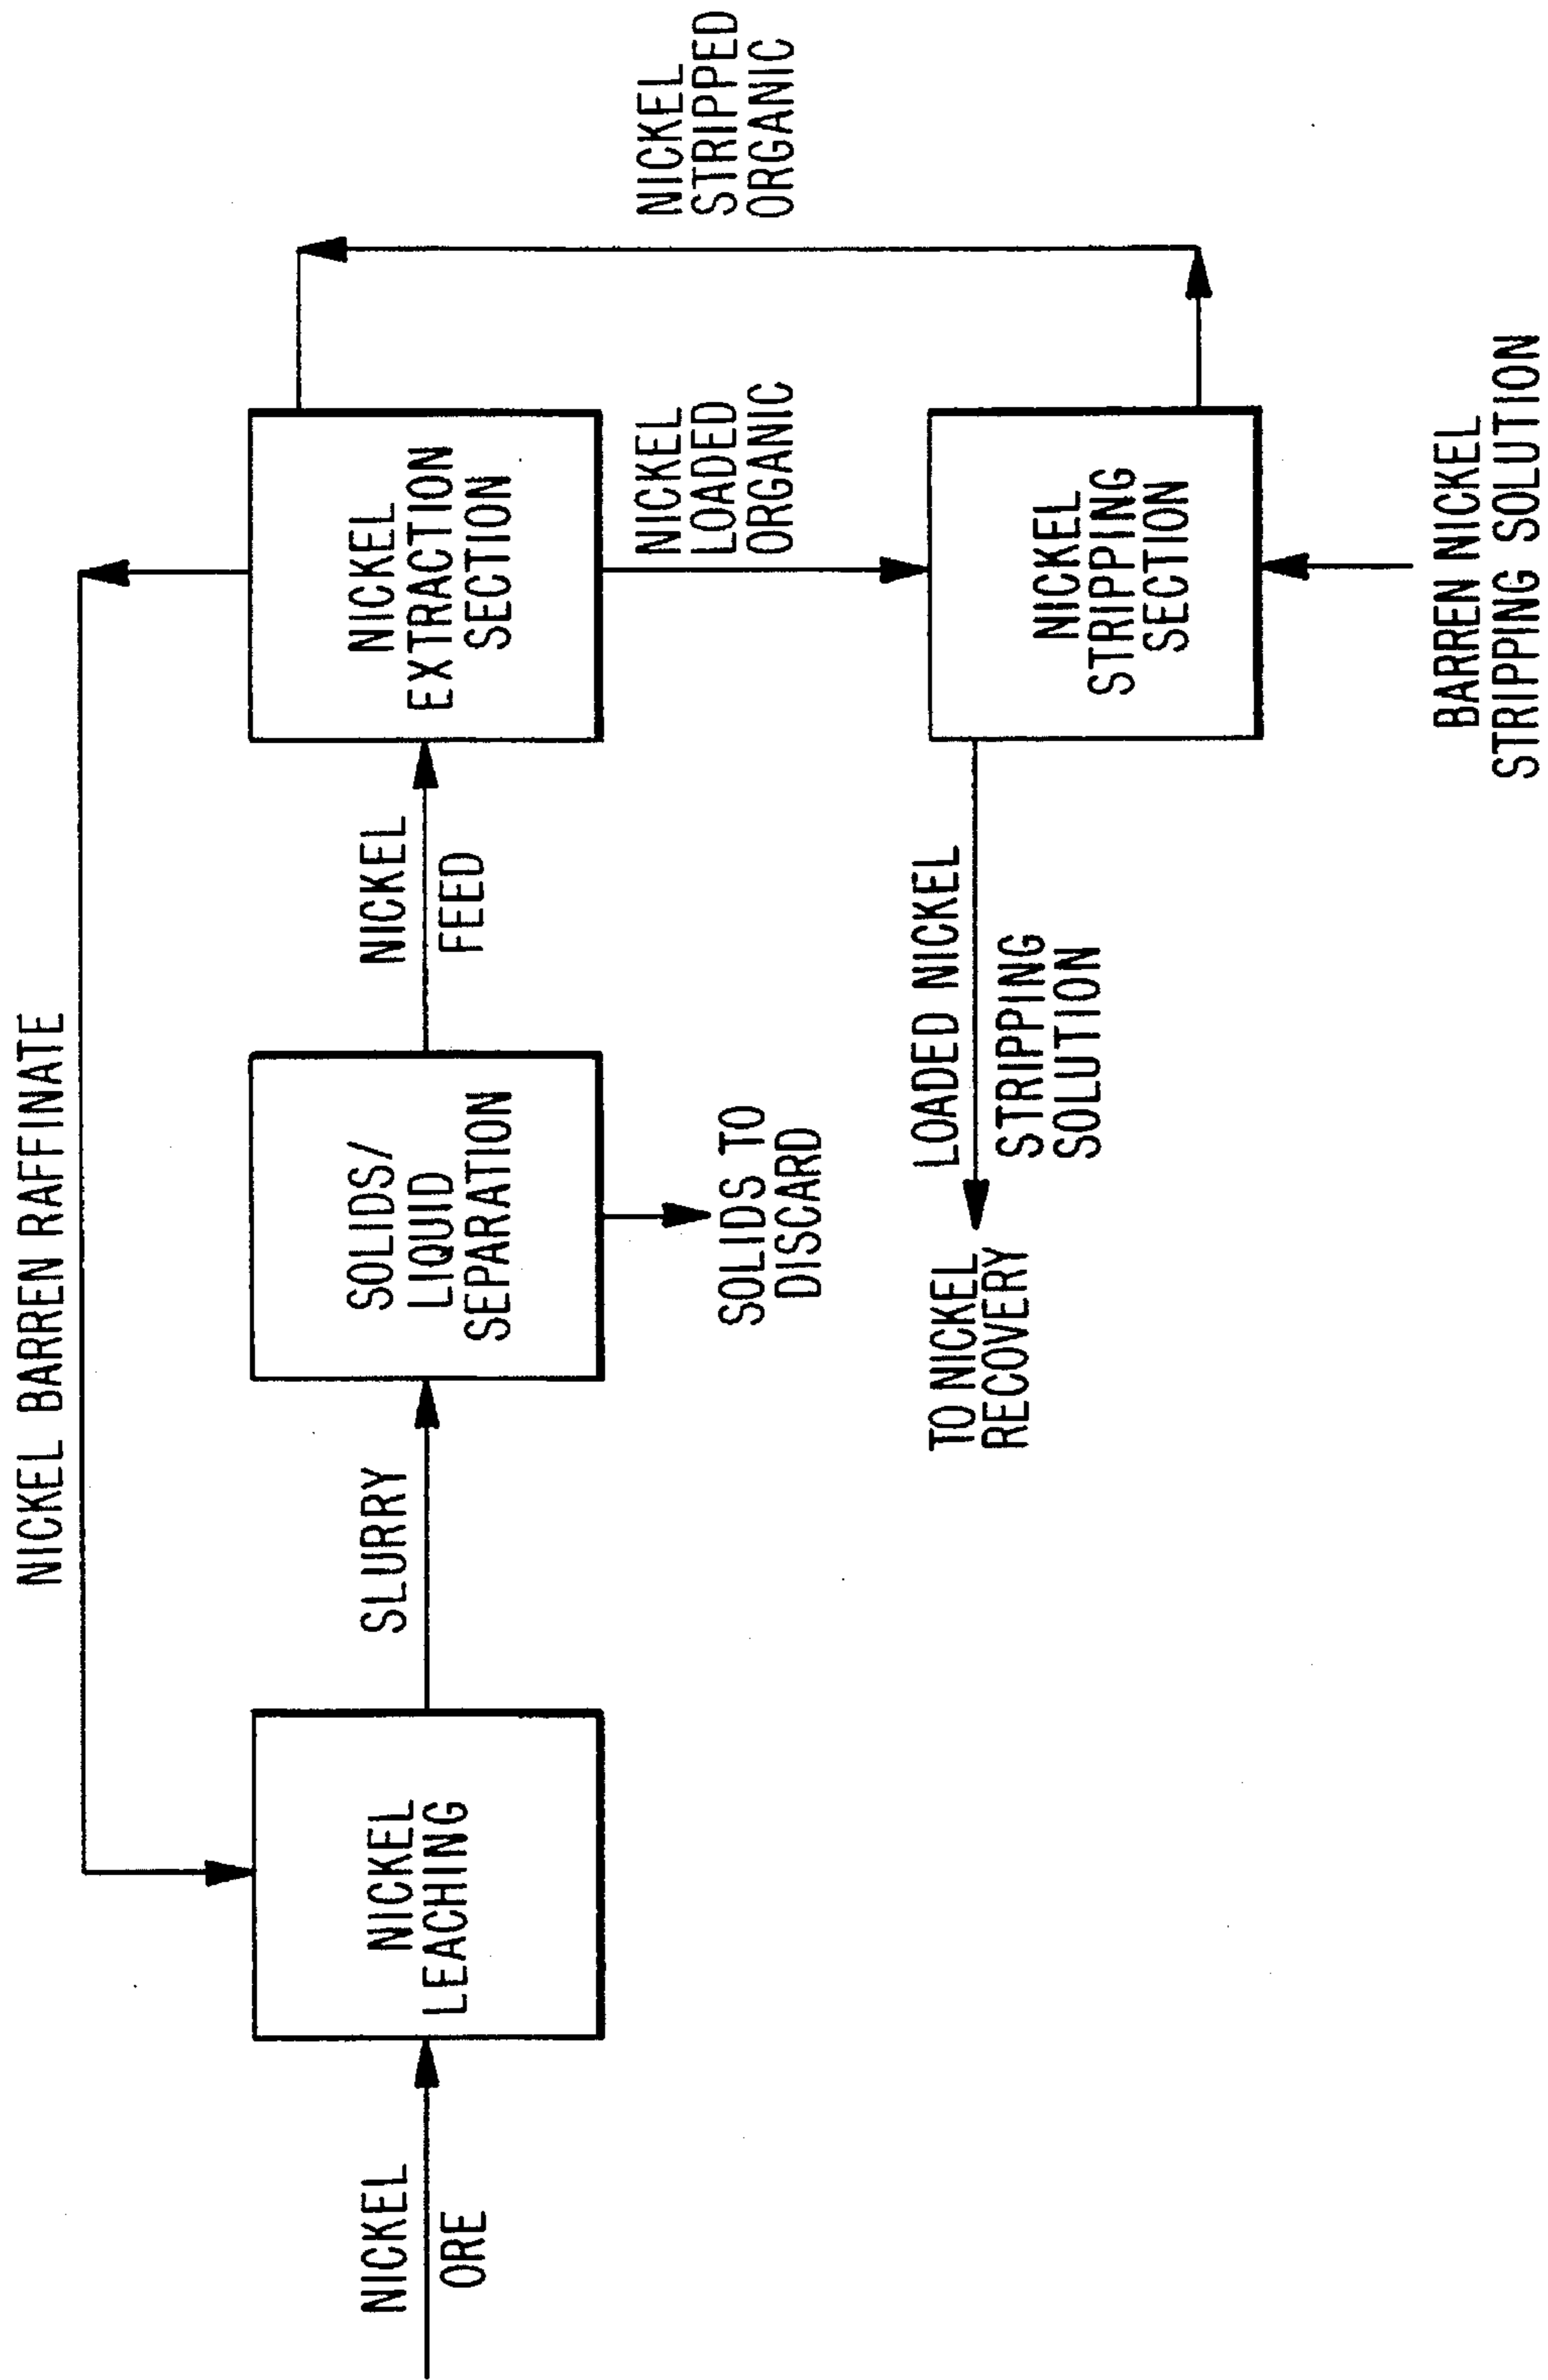 NICKEL BARREN RAFFINATE
NICKEL
ORE
NICKEL
LEACHING
SLURRY
SOLIDS/
LIQUID
SEPARATION
NICKEL
FEED
NICKEL
EXTRACTION
SECTION
SOLIDS TO
DISCARD
NICKEL
LOADED
ORGANIC
NICKEL
STRIPPED
ORGANIC
TO NICKEL
RECOVERY
LOADED NICKEL
STRIPPING
SOLUTION
NICKEL
STRIPPING
SECTION
BARREN NICKEL
STRIPPING SOLUTION